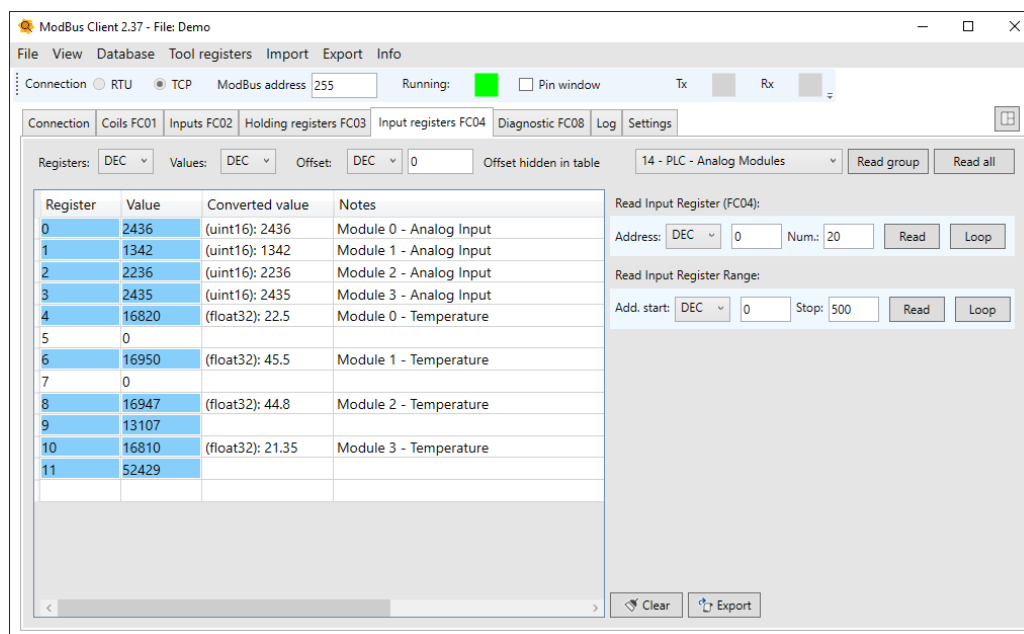 ModBus Client 2.37 - File: Demo
File View Database Tool registers Import Export Info
Connection RTU TCP ModBus address 255 Running: Pin window Tx Rx
Connection Coils FC01 Inputs FC02 Holding registers FC03 Input registers FC04 Diagnostic FC08 Log Settings
Registers: DEC Values: DEC Offset: DEC 0 Offset hidden in table 14 - PLC - Analog Modules Read group Read all
Register Value Converted value Notes
0 2436 (uint16): 2436 Module 0 - Analog Input
1 1342 (uint16): 1342 Module 1 - Analog Input
2 2236 (uint16): 2236 Module 2 - Analog Input
3 2435 (uint16): 2435 Module 3 - Analog Input
4 16820 (float32): 22.5 Module 0 - Temperature
5 0
6 16950 (float32): 45.5 Module 1 - Temperature
7 0
8 16947 (float32): 44.8 Module 2 - Temperature
9 13107
10 16810 (float32): 21.35 Module 3 - Temperature
11 52429
Read Input Register (FC04):
Address: DEC 0 Num.: 20 Read Loop
Read Input Register Range:
Add. start: DEC 0 Stop: 500 Read Loop
Clear Export